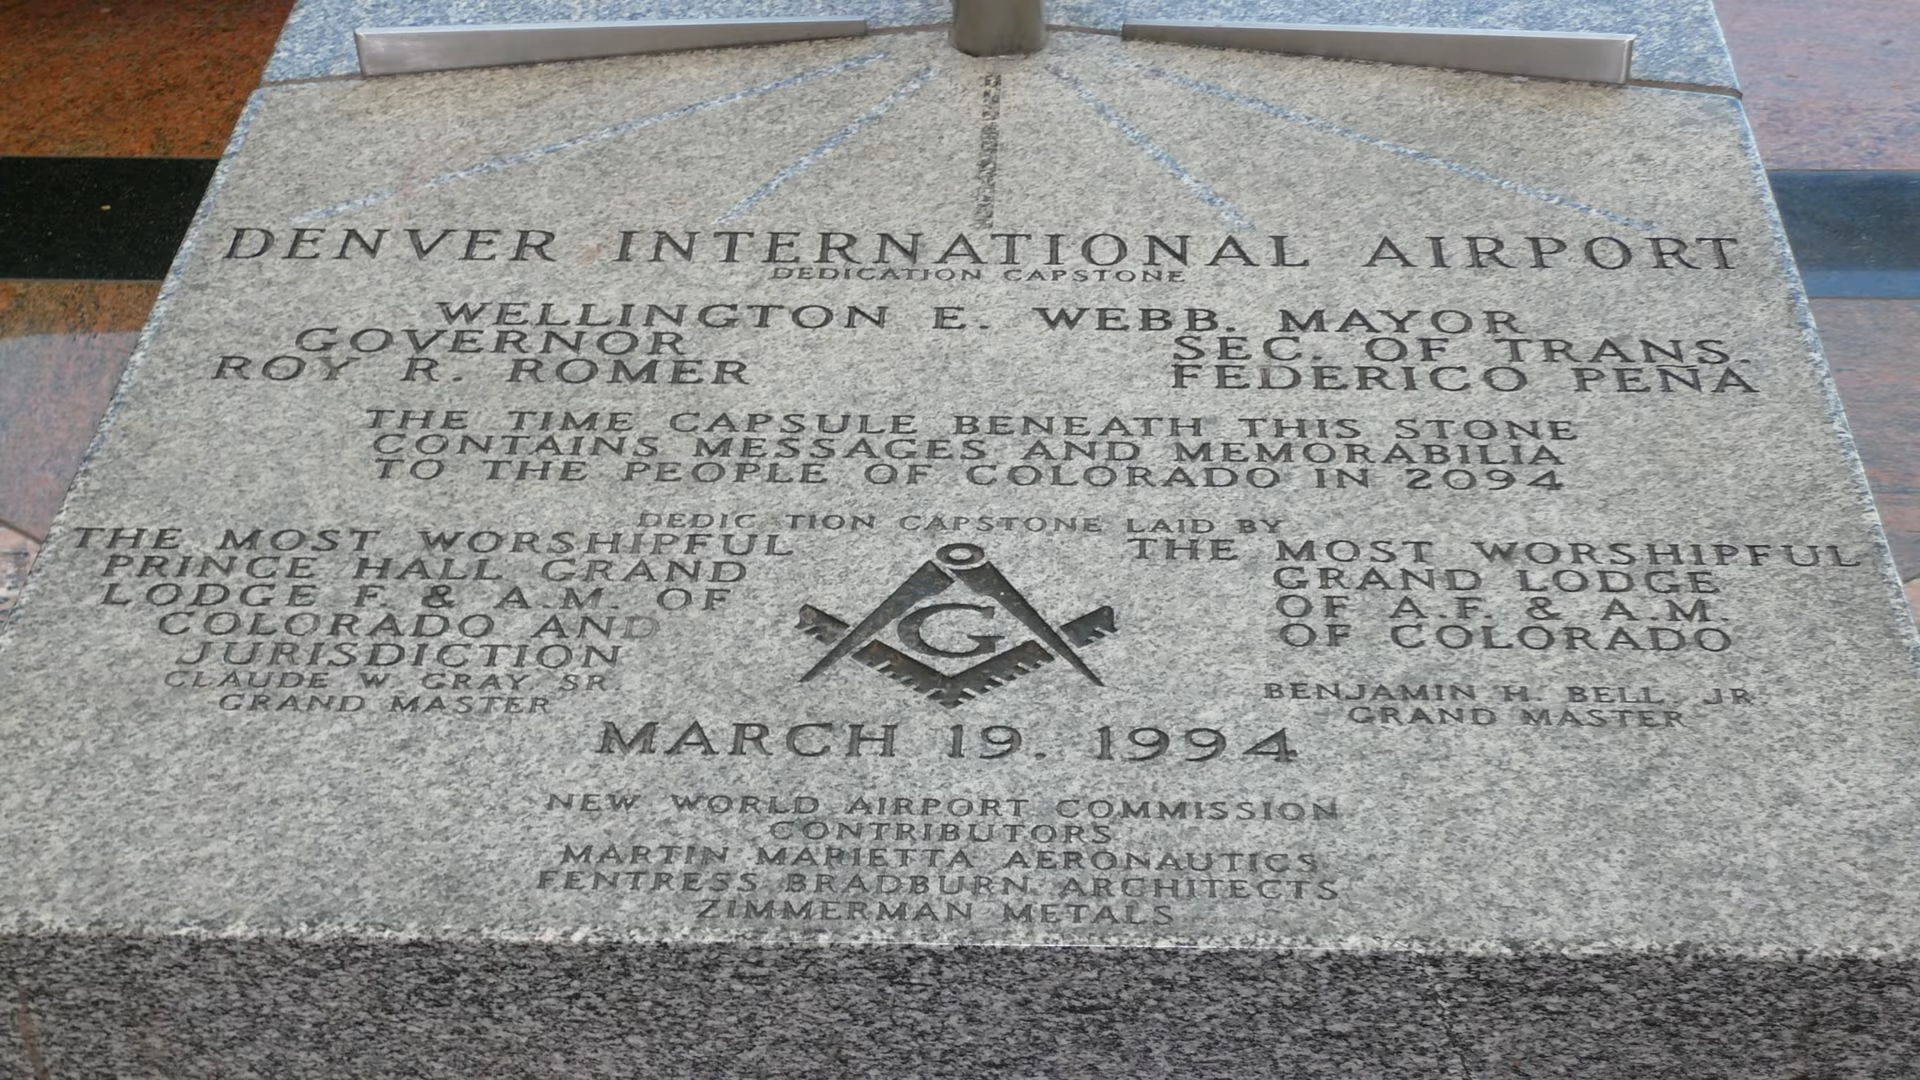 DENVER INTERNATIONAL AIRPORT
DEDICATION CAPSTONE
WELLINGTON E. WEBB. MAYOR
GOVERNOR
ROY R. ROMER
SEC. OF TRANS.
FEDERICO PENA
THE TIME CAPSULE BENEATH THIS STONE
CONTAINS MESSAGES AND MEMORABILIA
TO THE PEOPLE OF COLORADO IN 2094
DEDIC TION CAPSTONE LAID BY
THE MOST WORSHIPFUL
PRINCE HALL GRAND
LODGE F. & A.M. OF
COLORADO AND
JURISDICTION
CLAUDE W. GRAY, SR.
GRAND MASTER
G
THE MOST WORSHIPFUL
GRAND LODGE
OF A.F. & A.M.
OF COLORADO
BENJAMIN H. BELL, JR
GRAND MASTER
MARCH 19. 1994
NEW WORLD AIRPORT COMMISSION
CONTRIBUTORS
MARTIN MARIETTA AERONAUTICS
FENTRESS BRADBURN ARCHITECTS
ZIMMERMAN METALS